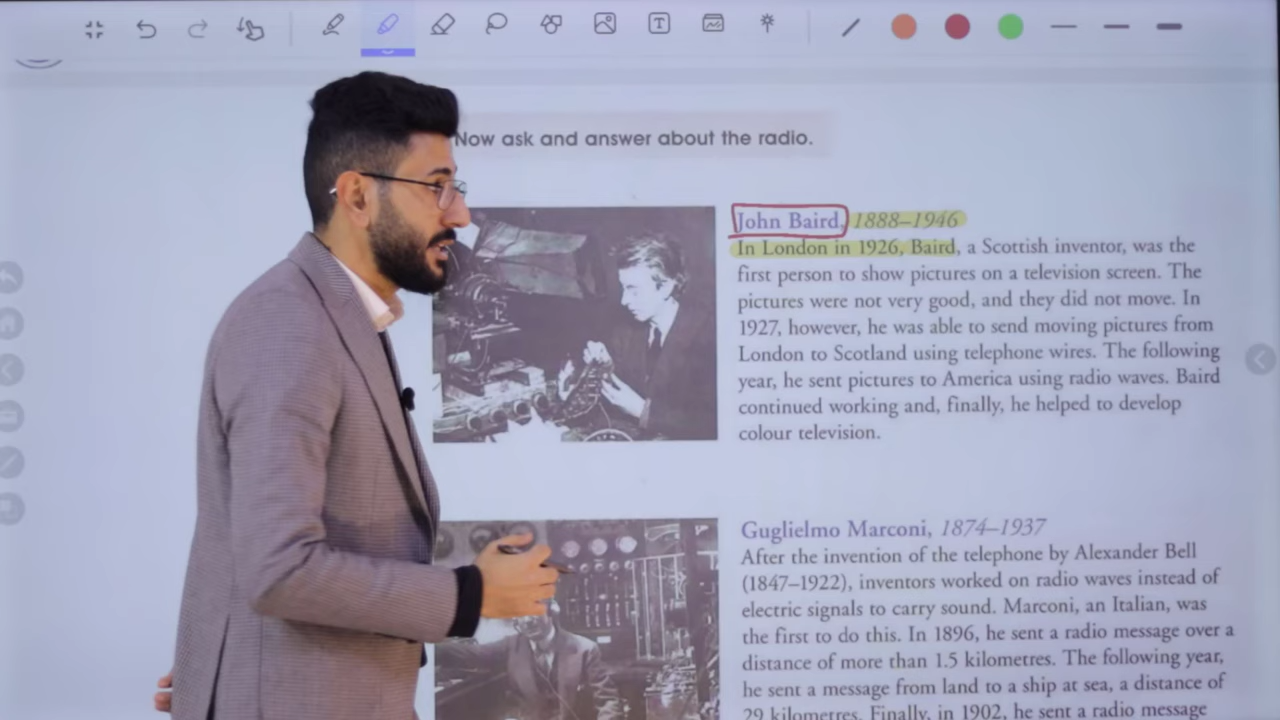 Now ask and answer about the radio.
John Baird, 1888–1946
In London in 1926, Baird, a Scottish inventor, was the
first person to show pictures on a television screen. The
pictures were not very good, and they did not move. In
1927, however, he was able to send moving pictures from
London to Scotland using telephone wires. The following
year, he sent pictures to America using radio waves. Baird
continued working and, finally, he helped to develop
colour television.
Guglielmo Marconi, 1874–1937
After the invention of the telephone by Alexander Bell
(1847–1922), inventors worked on radio waves instead of
electric signals to carry sound. Marconi, an Italian, was
the first to do this. In 1896, he sent a radio message over a
distance of more than 1.5 kilometres. The following year,
he sent a message from land to a ship at sea, a distance of
29 kilometres. Finally, in 1902, he sent a radio message